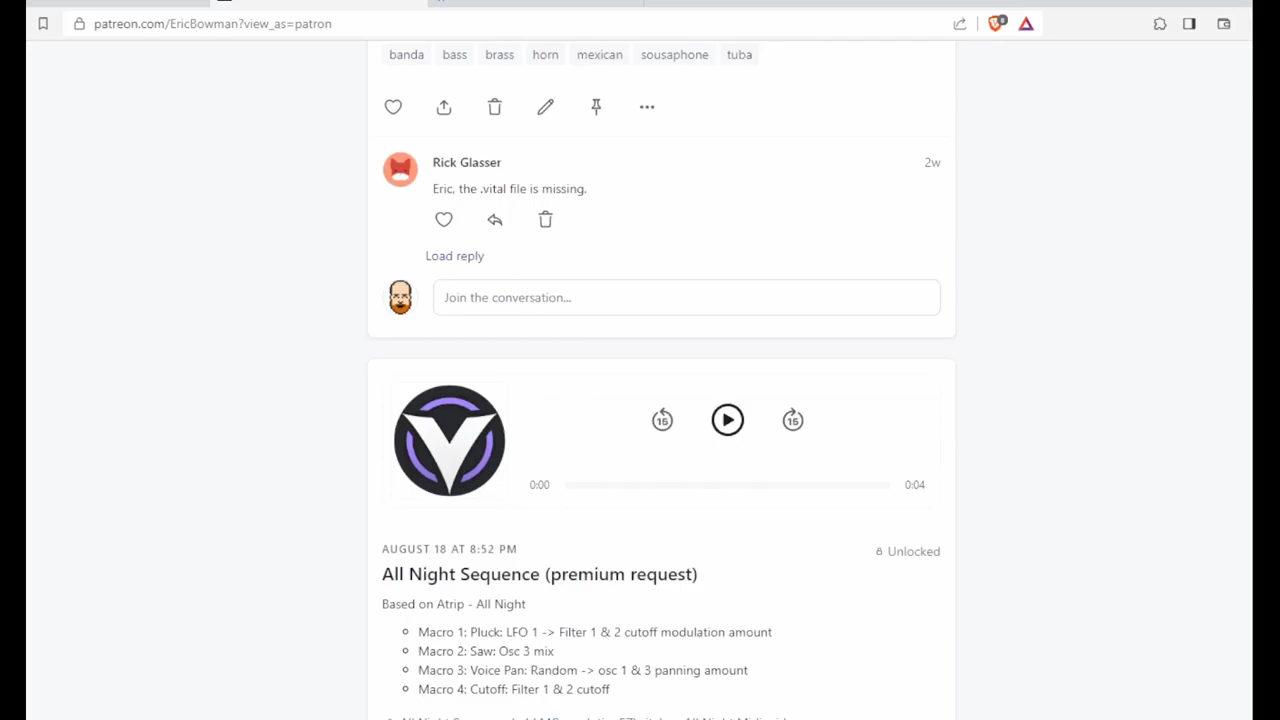 patreon.com/EricBowman?view_as=patron
banda bass brass horn mexican sousaphone tuba
Rick Glasser 2w
Eric, the .vital file is missing.
Load reply
Join the conversation...
15 15
0:00 0:04
AUGUST 18 AT 8:52 PM
Unlocked
All Night Sequence (premium request)
Based on Atrip - All Night
Macro 1: Pluck: LFO 1 -> Filter 1 & 2 cutoff modulation amount
Macro 2: Saw: Osc 3 mix
Macro 3: Voice Pan: Random -> osc 1 & 3 panning amount
Macro 4: Cutoff: Filter 1 & 2 cutoff